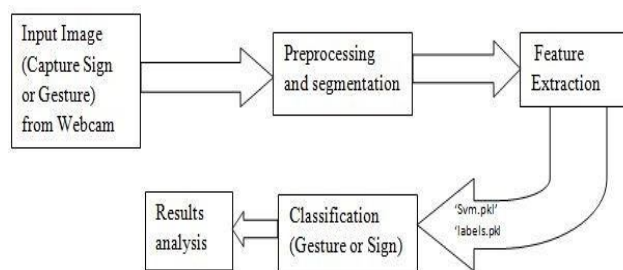 Input Image
(Capture Sign
or Gesture)
from Webcam
Preprocessing
and segmentation
Feature
Extraction
'Svm.pkl'
'labels.pkl
Classification
(Gesture or Sign)
Results
analysis